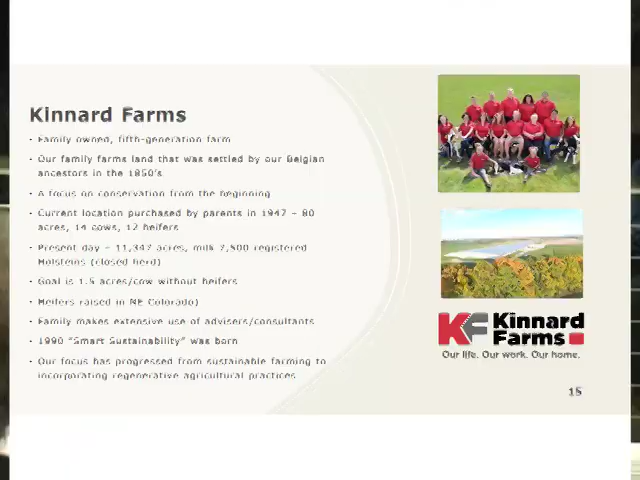 Kinnard Farms
- Family owned, fifth-generation farm
- Our family farms land that was settled by our Belgian
ancestors in the 1850's
- A focus on conservation from the beginning
- Current location purchased by parents in 1947 – 80
acres, 14 cows, 12 heifers
- Present day – 11,347 acres, milk 7,500 registered
Holsteins (closed herd)
- Goal is 1.5 acres/cow without heifers
- Heifers raised in NE Colorado)
- Family makes extensive use of advisers/consultants
- 1990 "Smart Sustainability" was born
- Our focus has progressed from sustainable farming to
incorporating regenerative agricultural practices
KF Kinnard
Farms
Our life. Our work. Our home.
15